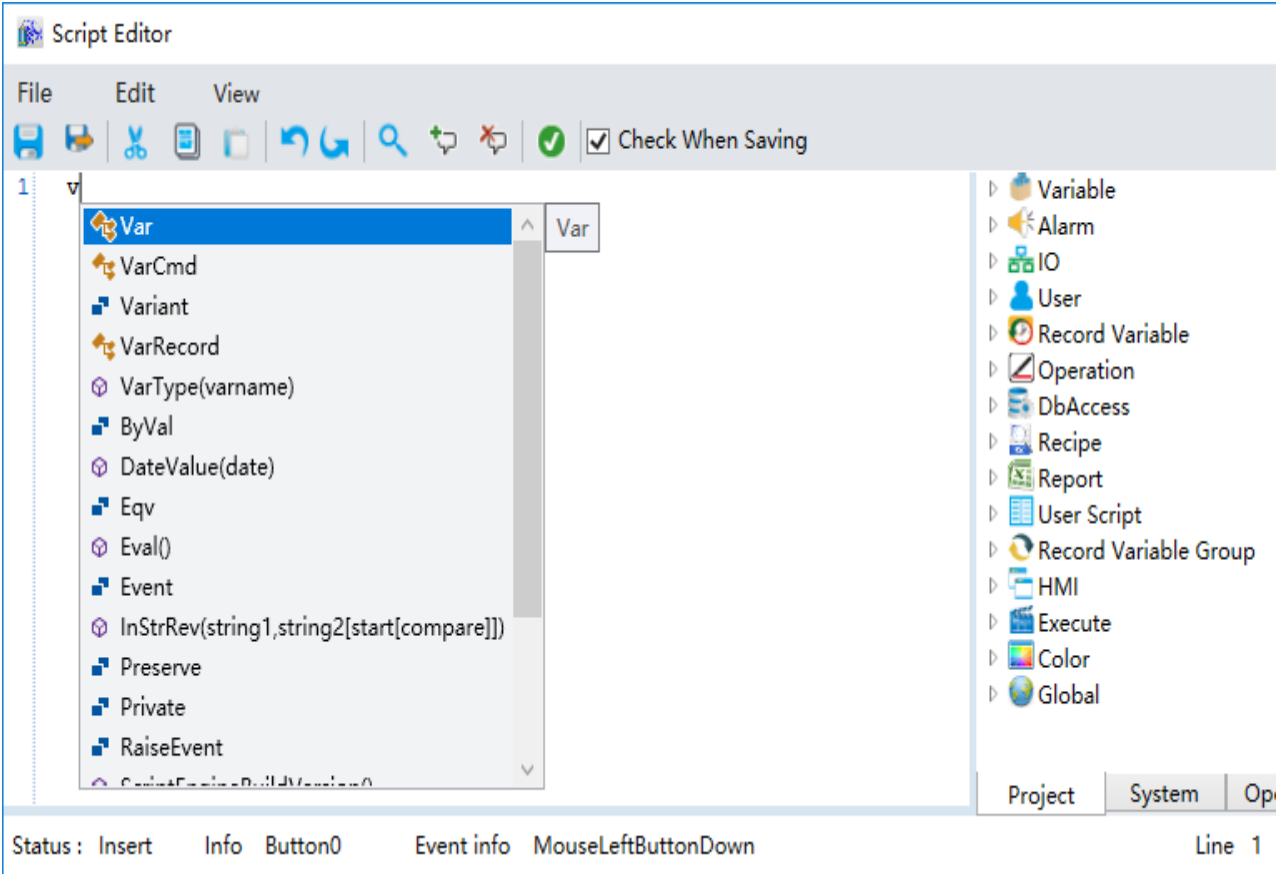 Script Editor
File Edit View
Check When Saving
1 v
Var
VarCmd
Variant
VarRecord
VarType(varname)
ByVal
DateValue(date)
Eqv
Eval()
Event
InStrRev(string1,string2[start[compare]])
Preserve
Private
RaiseEvent
Var
Variable
Alarm
IO
User
Record Variable
Operation
DbAccess
Recipe
Report
User Script
Record Variable Group
HMI
Execute
Color
Global
Project System
Status : Insert Info Button0 Event info MouseLeftButtonDown Line 1